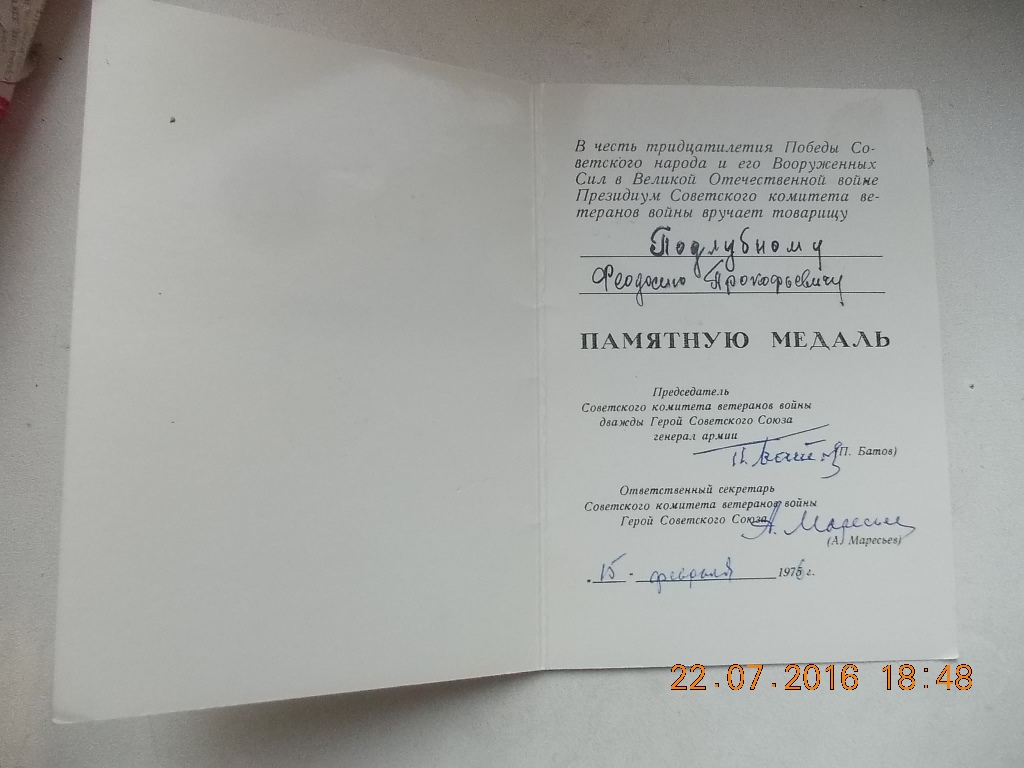 В честь тридцатилетия Победы Со-
ветского народа и его Вооруженных
Сил в Великой Отечественной войне
Президиум Советского комитета ве-
теранов войны вручает товарищу
Подлубному
Феодосию Прокофьевичу
ПАМЯТНУЮ МЕДАЛЬ
Председатель
Советского комитета ветеранов войны
дважды Герой Советского Союза
генерал армии
П. Батов (П. Батов)
Ответственный секретарь
Советского комитета ветеранов войны
Герой Советского Союза
А. Маресьев
(А. Маресьев)
15 февраля 1976 г.
22.07.2016 18:48